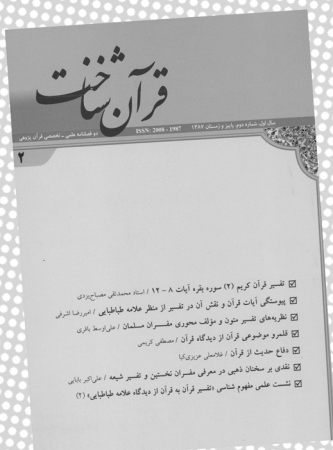 قرآن شناخت
سال اول، شماره دوم، پاییز و زمستان ۱۳۸۷
ISSN: 2008 - 1987
دو فصلنامه علمی ـ تخصصی قرآن پژوهی
۲
تفسیر قرآن کریم (۲) سوره بقره آیات ۸ - ۱۲ / استاد محمدتقی مصباح‌یزدی
پیوستگی آیات قرآن و نقش آن در تفسیر از منظر علامه طباطبایی / امیررضا اشرفی
نظریه‌های تفسیر متون و مؤلف محوری مفسران مسلمان / علی‌اوسط باقری
قلمرو موضوعی قرآن از دیدگاه قرآن / مصطفی کریمی
دفاع حدیث از قرآن / غلامعلی عزیزی‌کیا
نقدی بر سخنان ذهبی در معرفی مفسران نخستین و تفسیر شیعه / علی‌اکبر بابایی
نشست علمی مفهوم شناسی «تفسیر قرآن به قرآن از دیدگاه علامه طباطبایی» (۲)